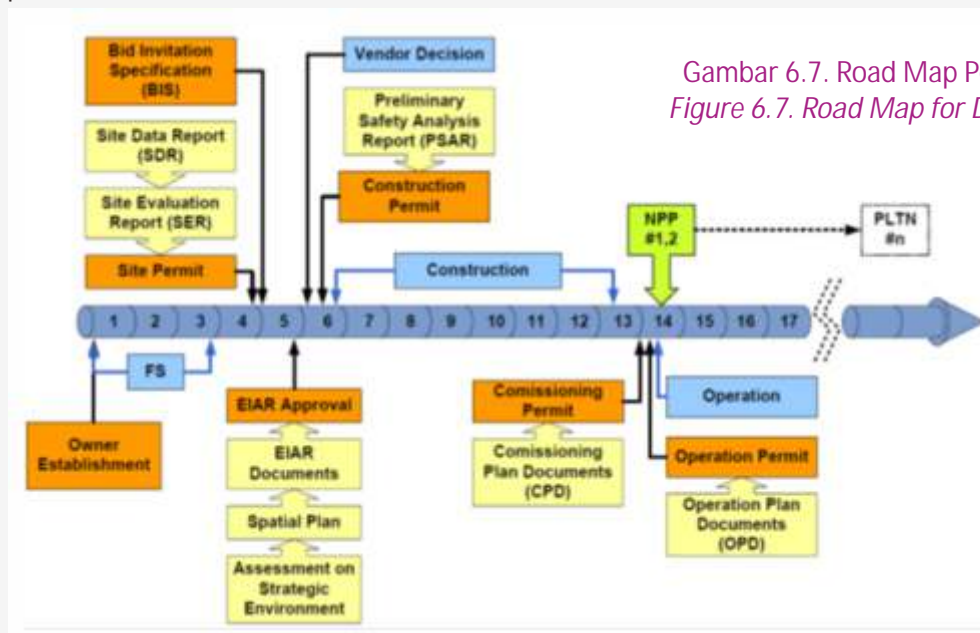 Gambar 6.7. Road Map P
Figure 6.7. Road Map for D
Bid Invitation
Specification
(BIS)
Site Data Report
(SDR)
Site Evaluation
Report (SER)
Site Permit
Vendor Decision
Preliminary
Safety Analysis
Report (PSAR)
Construction
Permit
Construction
NPP
#1,2
PLTN
#n
1 2 3 4 5 6 7 8 9 10 11 12 13 14 15 16 17
FS
Owner
Establishment
EIAR Approval
EIAR
Documents
Spatial Plan
Assessment on
Strategic
Environment
Comissioning
Permit
Comissioning
Plan Documents
(CPD)
Operation
Operation Permit
Operation Plan
Documents
(OPD)